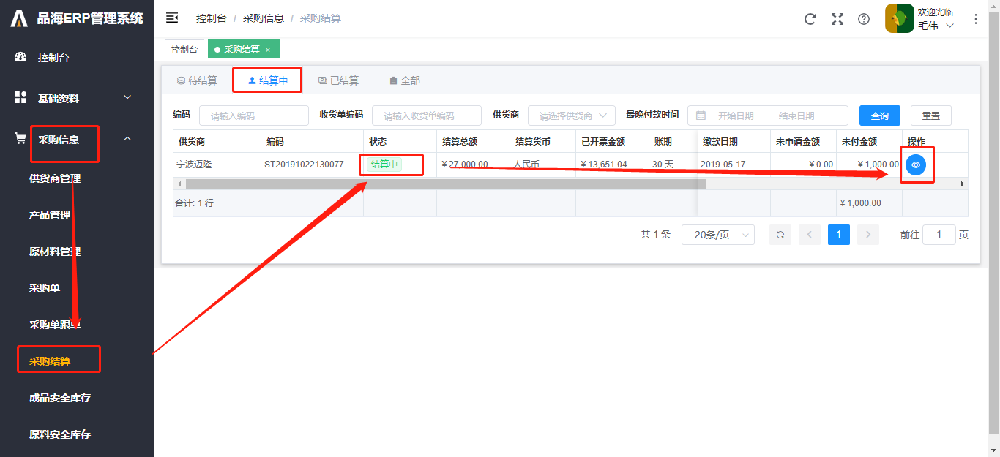 品海ERP管理系统
控制台
基础资料
采购信息
供货商管理
产品管理
原材料管理
采购单
采购单跟单
采购结算
成品安全库存
原料安全库存
控制台 / 采购信息 / 采购结算
欢迎光临
毛伟
控制台 采购结算 ×
待结算 结算中 已结算 全部
编码 请输入编码 收货单编码 请输入收货单编码 供货商 请选择供货商 最晚付款时间 开始日期 - 结束日期 查询 重置
供货商 编码 状态 结算总额 结算货币 已开票金额 账期 缴款日期 未申请金额 未付金额 操作
宁波迈隆 ST20191022130077 结算中 ¥ 27,000.00 人民币 ¥ 13,651.04 30 天 2019-05-17 ¥ 0.00 ¥ 1,000.00
合计: 1 行 ¥ 1,000.00
共 1 条 20条/页 1 前往 1 页